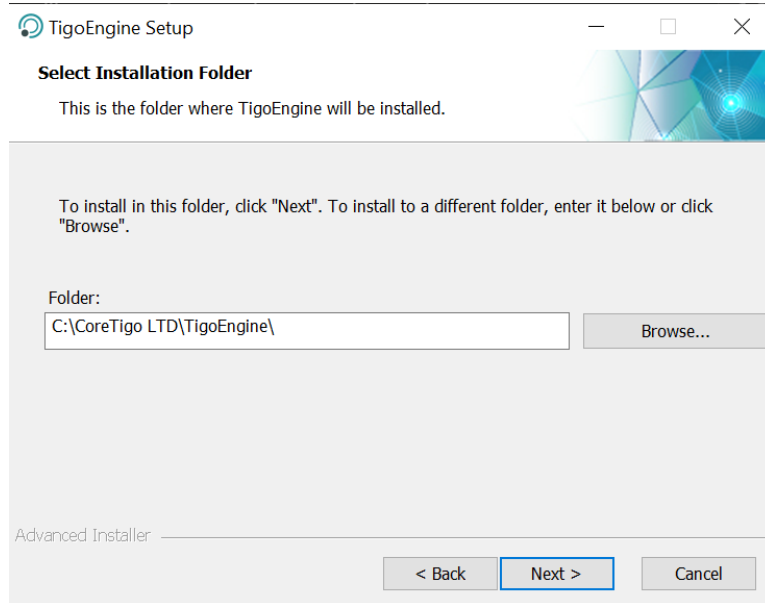 TigoEngine Setup
Select Installation Folder
This is the folder where TigoEngine will be installed.
To install in this folder, click "Next". To install to a different folder, enter it below or click
"Browse".
Folder:
C:\CoreTigo LTD\TigoEngine\
Browse...
Advanced Installer
< Back
Next >
Cancel